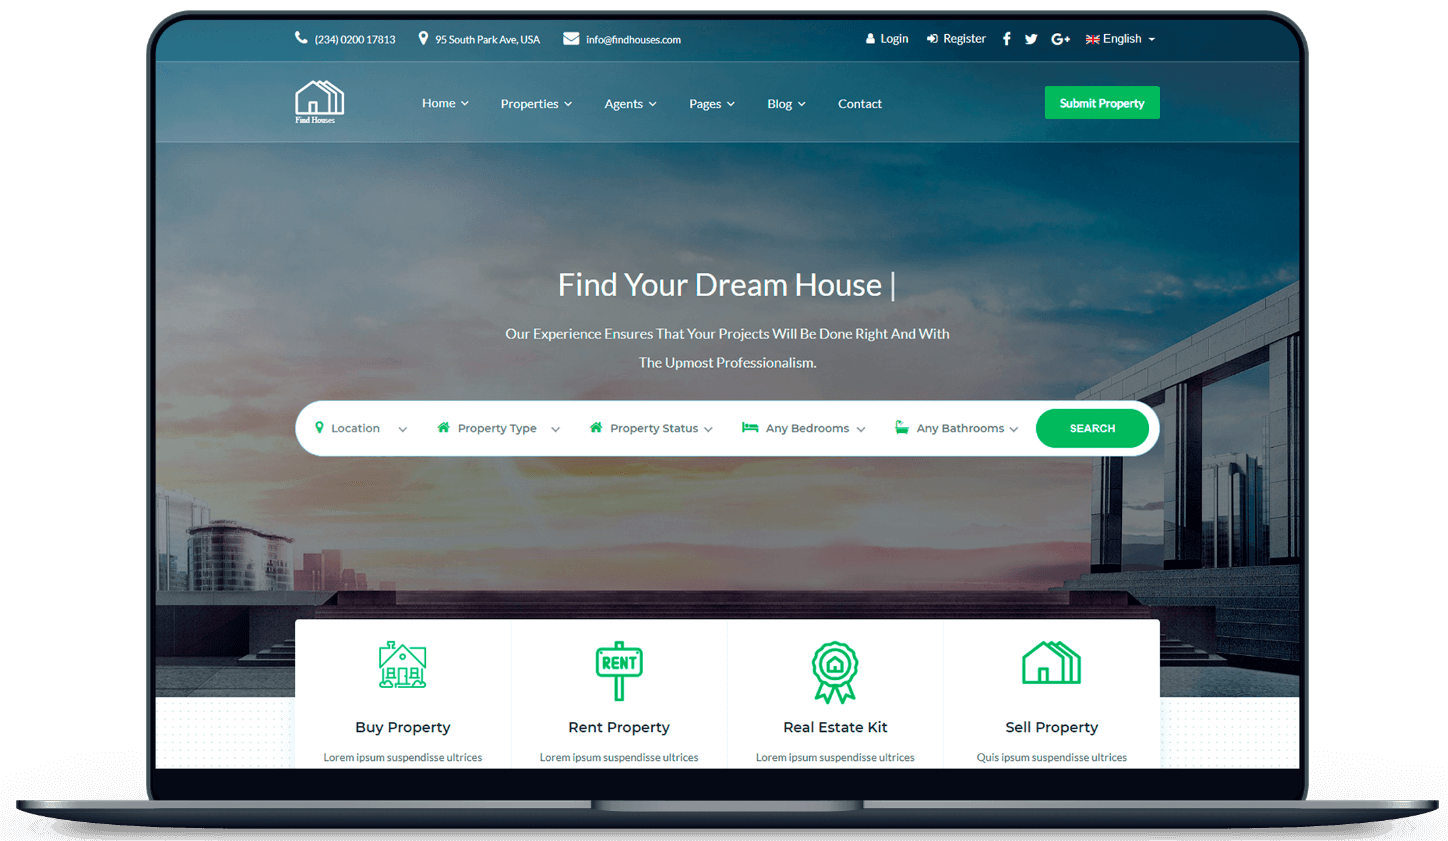 (234) 0200 17813
95 South Park Ave, USA
info@findhouses.com
Login
Register
English
Find Houses
Home
Properties
Agents
Pages
Blog
Contact
Submit Property
Find Your Dream House |
Our Experience Ensures That Your Projects Will Be Done Right And With
The Upmost Professionalism.
Location
Property Type
Property Status
Any Bedrooms
Any Bathrooms
SEARCH
RENT
Buy Property
Lorem ipsum suspendisse ultrices
Rent Property
Lorem ipsum suspendisse ultrices
Real Estate Kit
Lorem ipsum suspendisse ultrices
Sell Property
Quis ipsum suspendisse ultrices